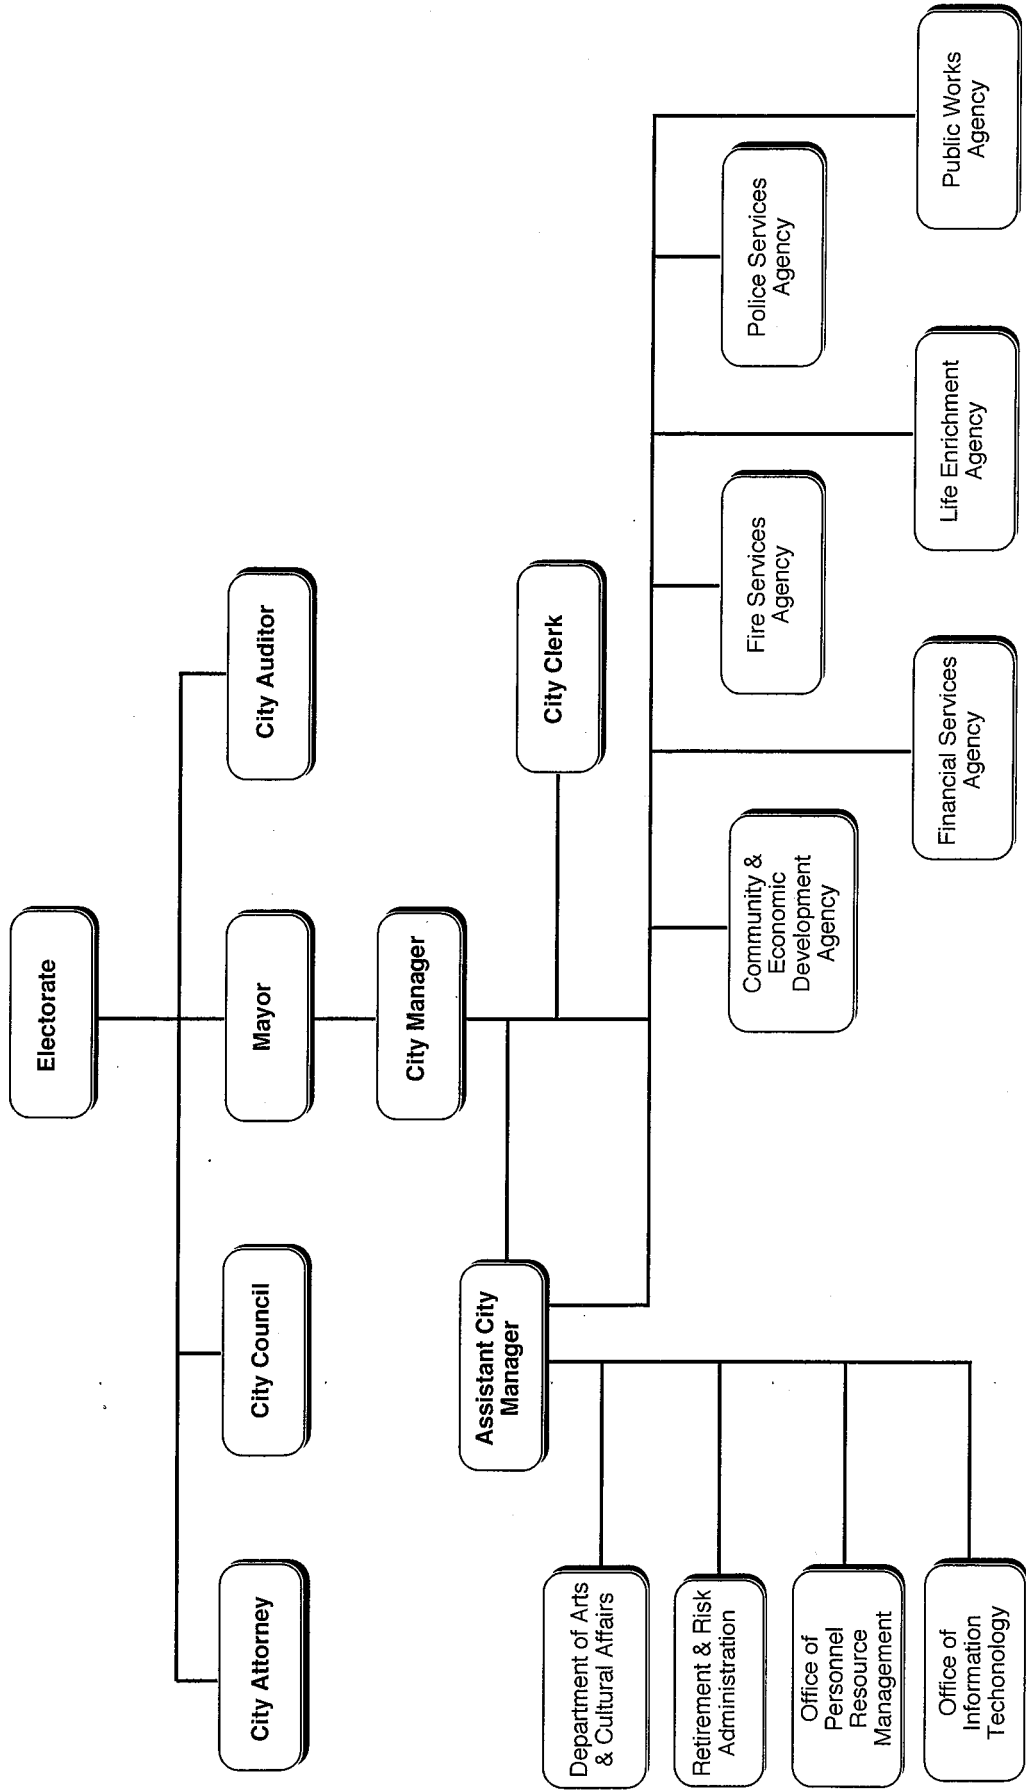 Electorate
City Attorney
City Council
Mayor
City Auditor
City Manager
Assistant City
Manager
City Clerk
Department of Arts
& Cultural Affairs
Retirement & Risk
Administration
Office of
Personnel
Resource
Management
Office of
Information
Techonology
Community &
Economic
Development
Agency
Fire Services
Agency
Police Services
Agency
Financial Services
Agency
Life Enrichment
Agency
Public Works
Agency